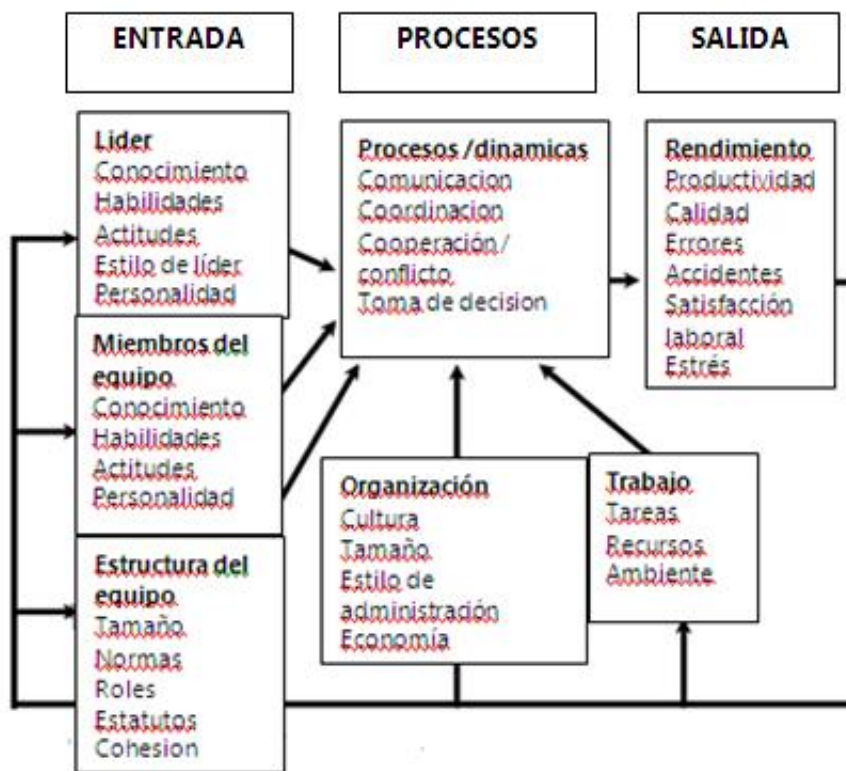 ENTRADA
PROCESOS
SALIDA
Lider
Conocimiento
Habilidades
Actitudes
Estilo de líder
Personalidad
Miembros del
equipo
Conocimiento
Habilidades
Actitudes
Personalidad
Estructura del
equipo
Tamaño
Normas
Roles
Estatutos
Cohesion
Procesos /dinamicas
Comunicacion
Coordinacion
Cooperación /
conflicto
Toma de decision
Organización
Cultura
Tamaño
Estilo de
administración
Economía
Trabajo
Tareas
Recursos
Ambiente
Rendimiento
Productividad
Calidad
Errores
Accidentes
Satisfacción
laboral
Estrés